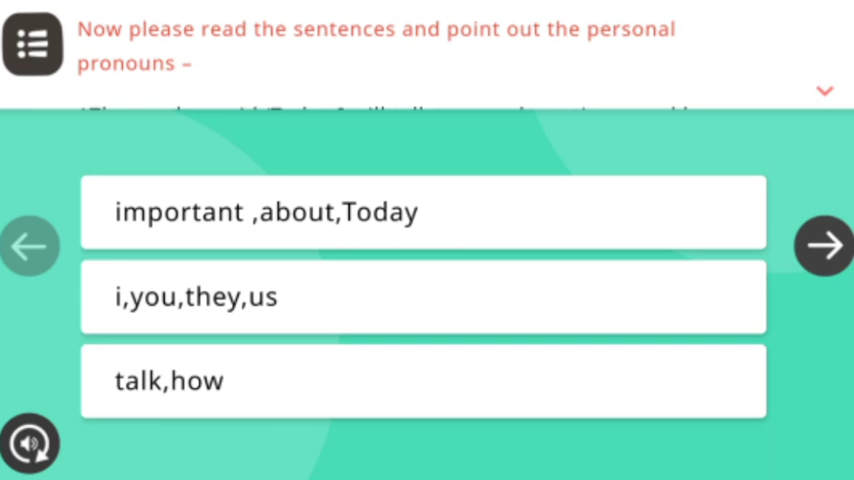 Now please read the sentences and point out the personal
pronouns –
important ,about,Today
i,you,they,us
talk,how